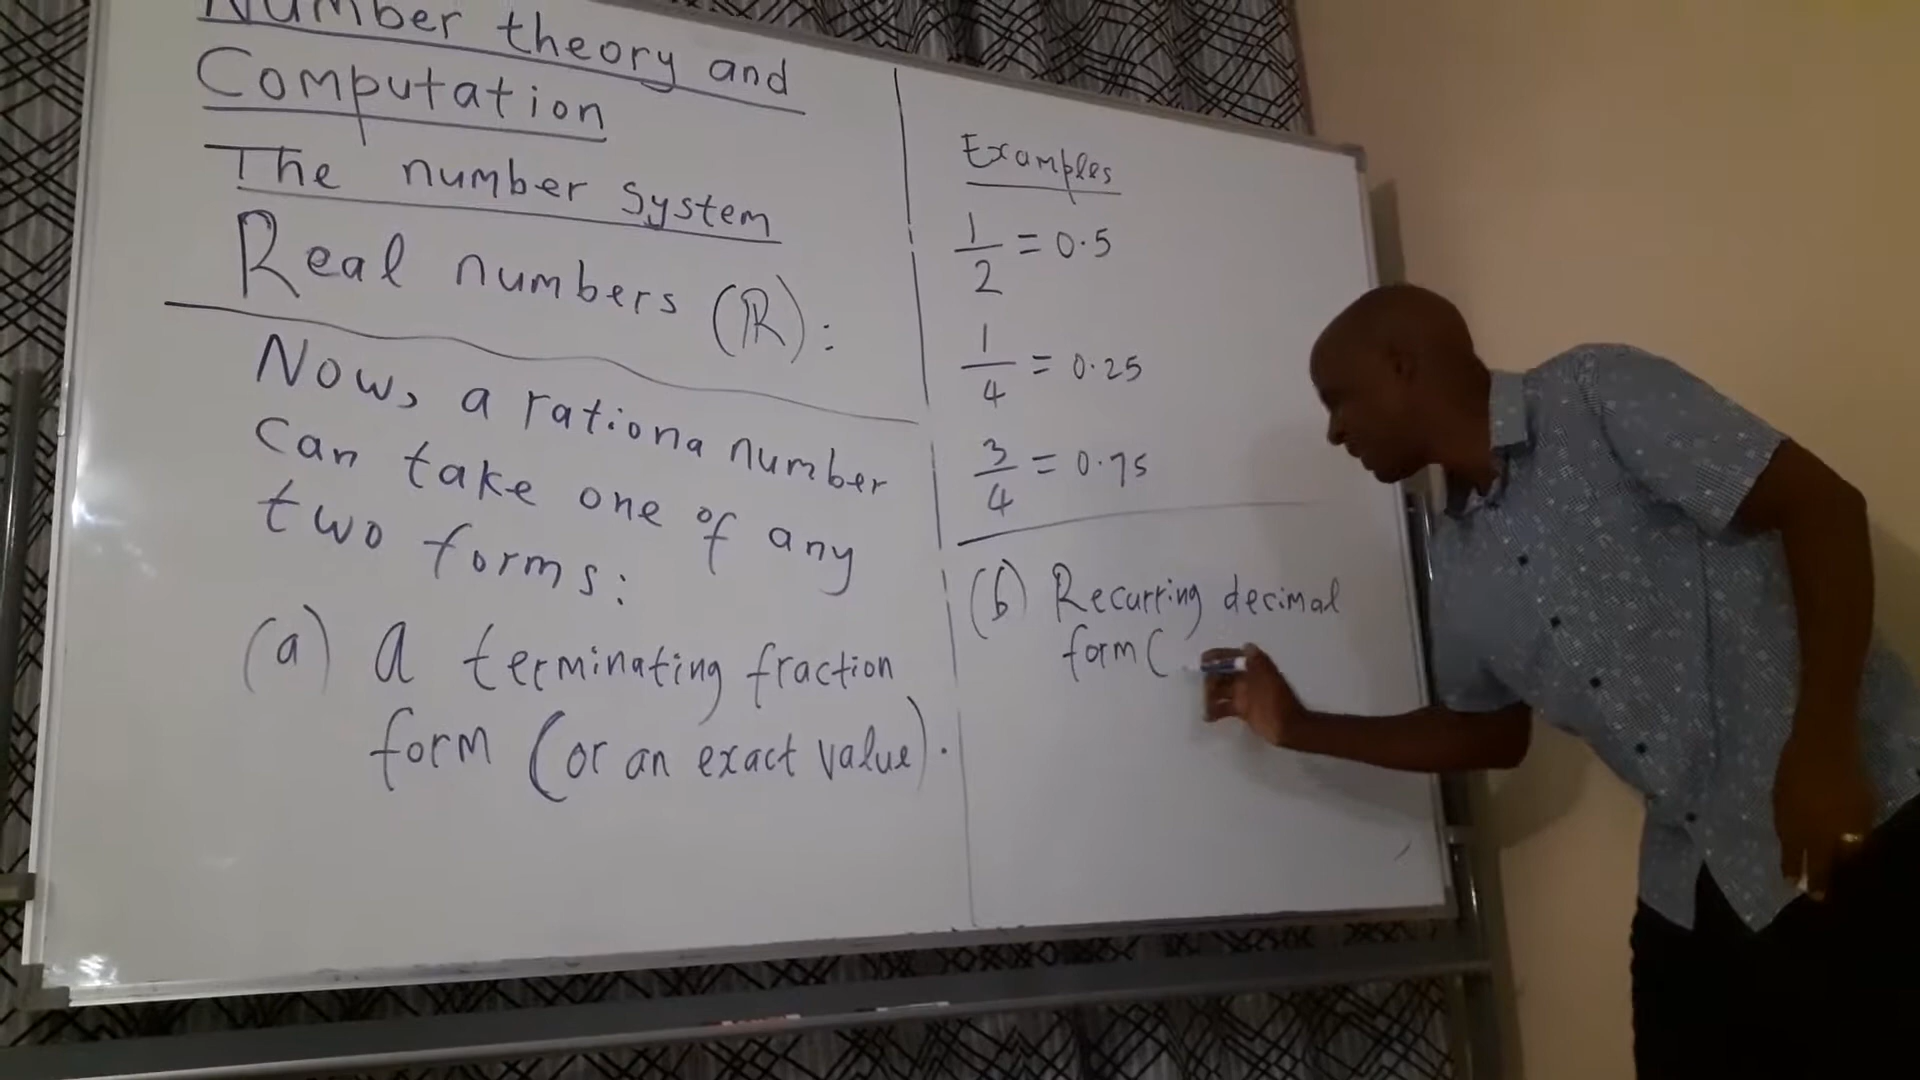 Number theory and
Computation
The number system
Real numbers (ℝ):
Now, a rationa number
can take one of any
two forms:
(a) A terminating fraction
form (or an exact value).
Examples
1/2 = 0.5
1/4 = 0.25
3/4 = 0.75
(b) Recurring decimal
form (